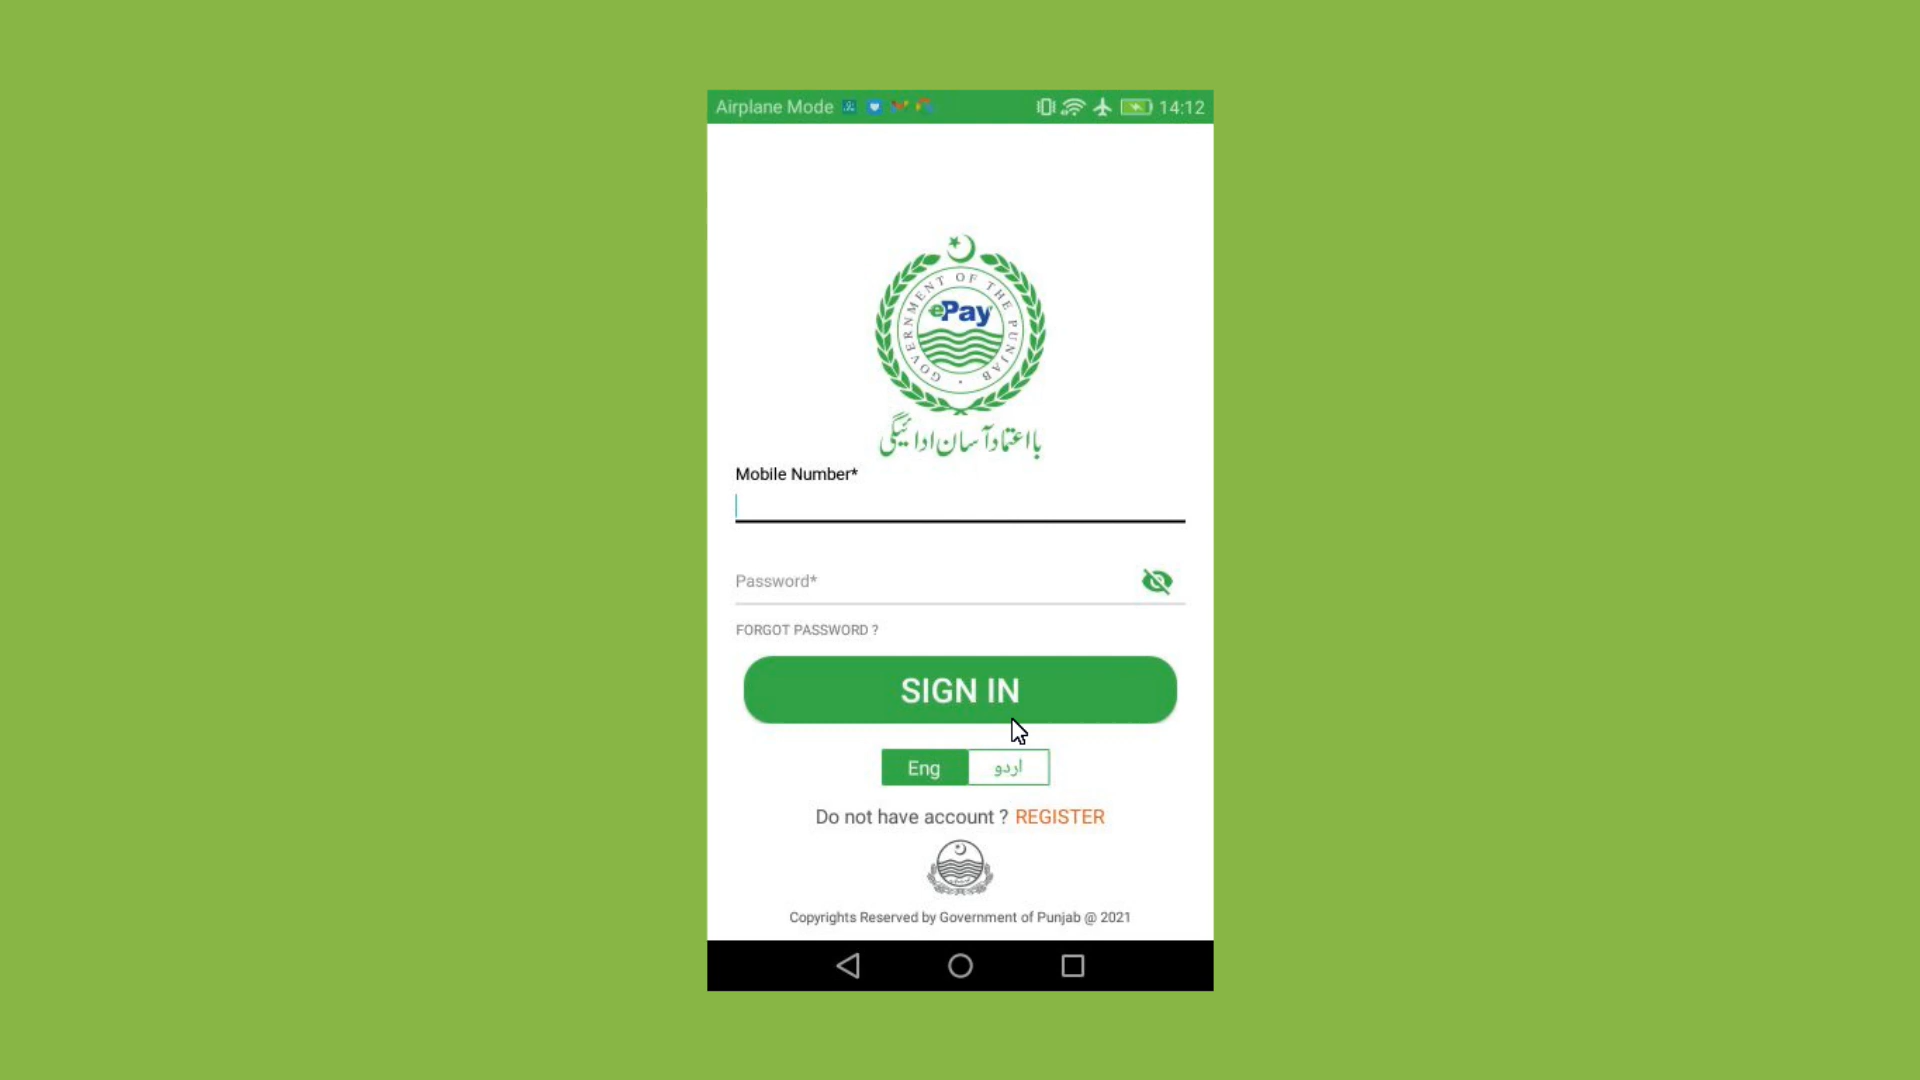 Airplane Mode 14:12
GOVERNMENT OF THE PUNJAB
ePay
بااعتماد آسان ادائیگی
Mobile Number*
Password*
FORGOT PASSWORD ?
SIGN IN
Eng اردو
Do not have account ? REGISTER
Copyrights Reserved by Government of Punjab @ 2021